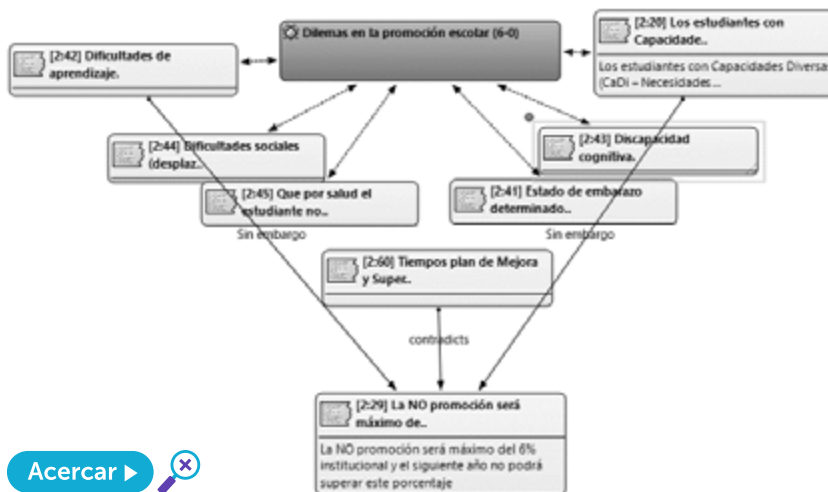 Dilemas en la promoción escolar (6-0)
[2:42] Dificultades de
aprendizaje.
[2:20] Los estudiantes con
Capacidade..
Los estudiantes con Capacidades Diversa
(CaDi – Necesidades ...
[2:44] Dificultades sociales
(desplaz..
[2:43] Discapacidad
cognitiva.
[2:45] Que por salud el
estudiante no..
[2:41] Estado de embarazo
determinado..
Sin embargo
Sin embargo
[2:60] Tiempos plan de Mejora
y Super..
contradicts
[2:29] La NO promoción será
máximo de..
La NO promoción será máximo del 6%
institucional y el siguiente año no podrá
superar este porcentaje
Acercar